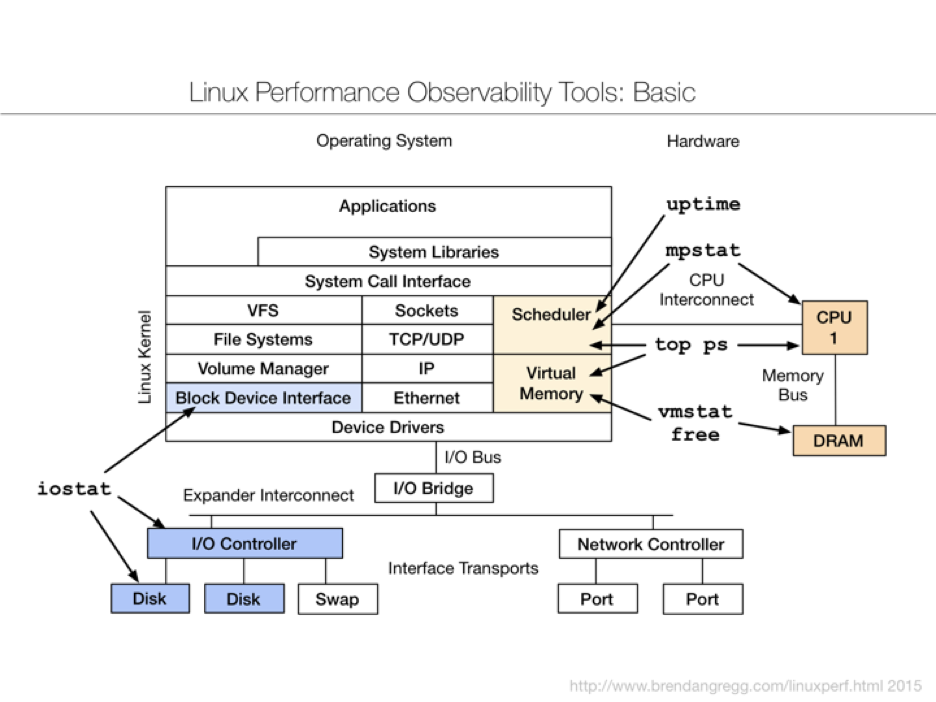 Linux Performance Observability Tools: Basic
Operating System
Hardware
Applications
System Libraries
System Call Interface
Linux Kernel
VFS
Sockets
Scheduler
File Systems
TCP/UDP
Volume Manager
IP
Virtual
Memory
Block Device Interface
Ethernet
Device Drivers
uptime
mpstat
CPU
Interconnect
CPU
1
top ps
Memory
Bus
vmstat
free
DRAM
I/O Bus
I/O Bridge
iostat
Expander Interconnect
I/O Controller
Network Controller
Interface Transports
Disk
Disk
Swap
Port
Port
http://www.brendangregg.com/linuxperf.html 2015